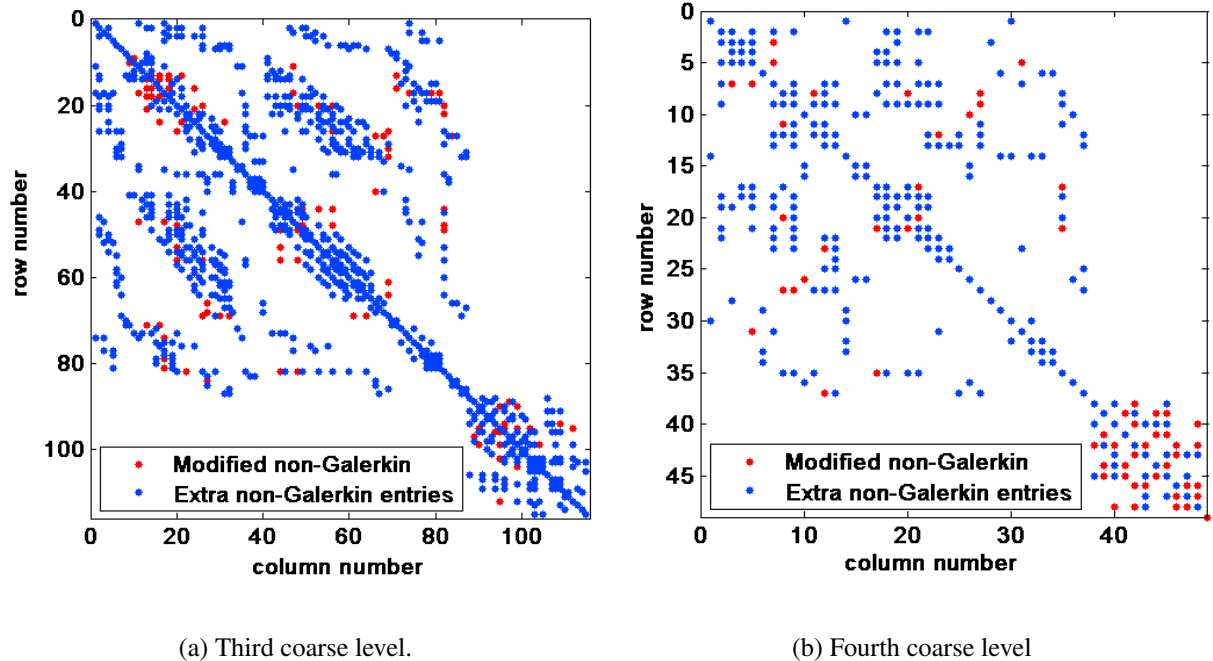 0
20
40
60
80
100
0
20
40
60
80
100
row number
column number
Modified non-Galerkin
Extra non-Galerkin entries
(a) Third coarse level.
0
5
10
15
20
25
30
35
40
45
0
10
20
30
40
row number
column number
Modified non-Galerkin
Extra non-Galerkin entries
(b) Fourth coarse level